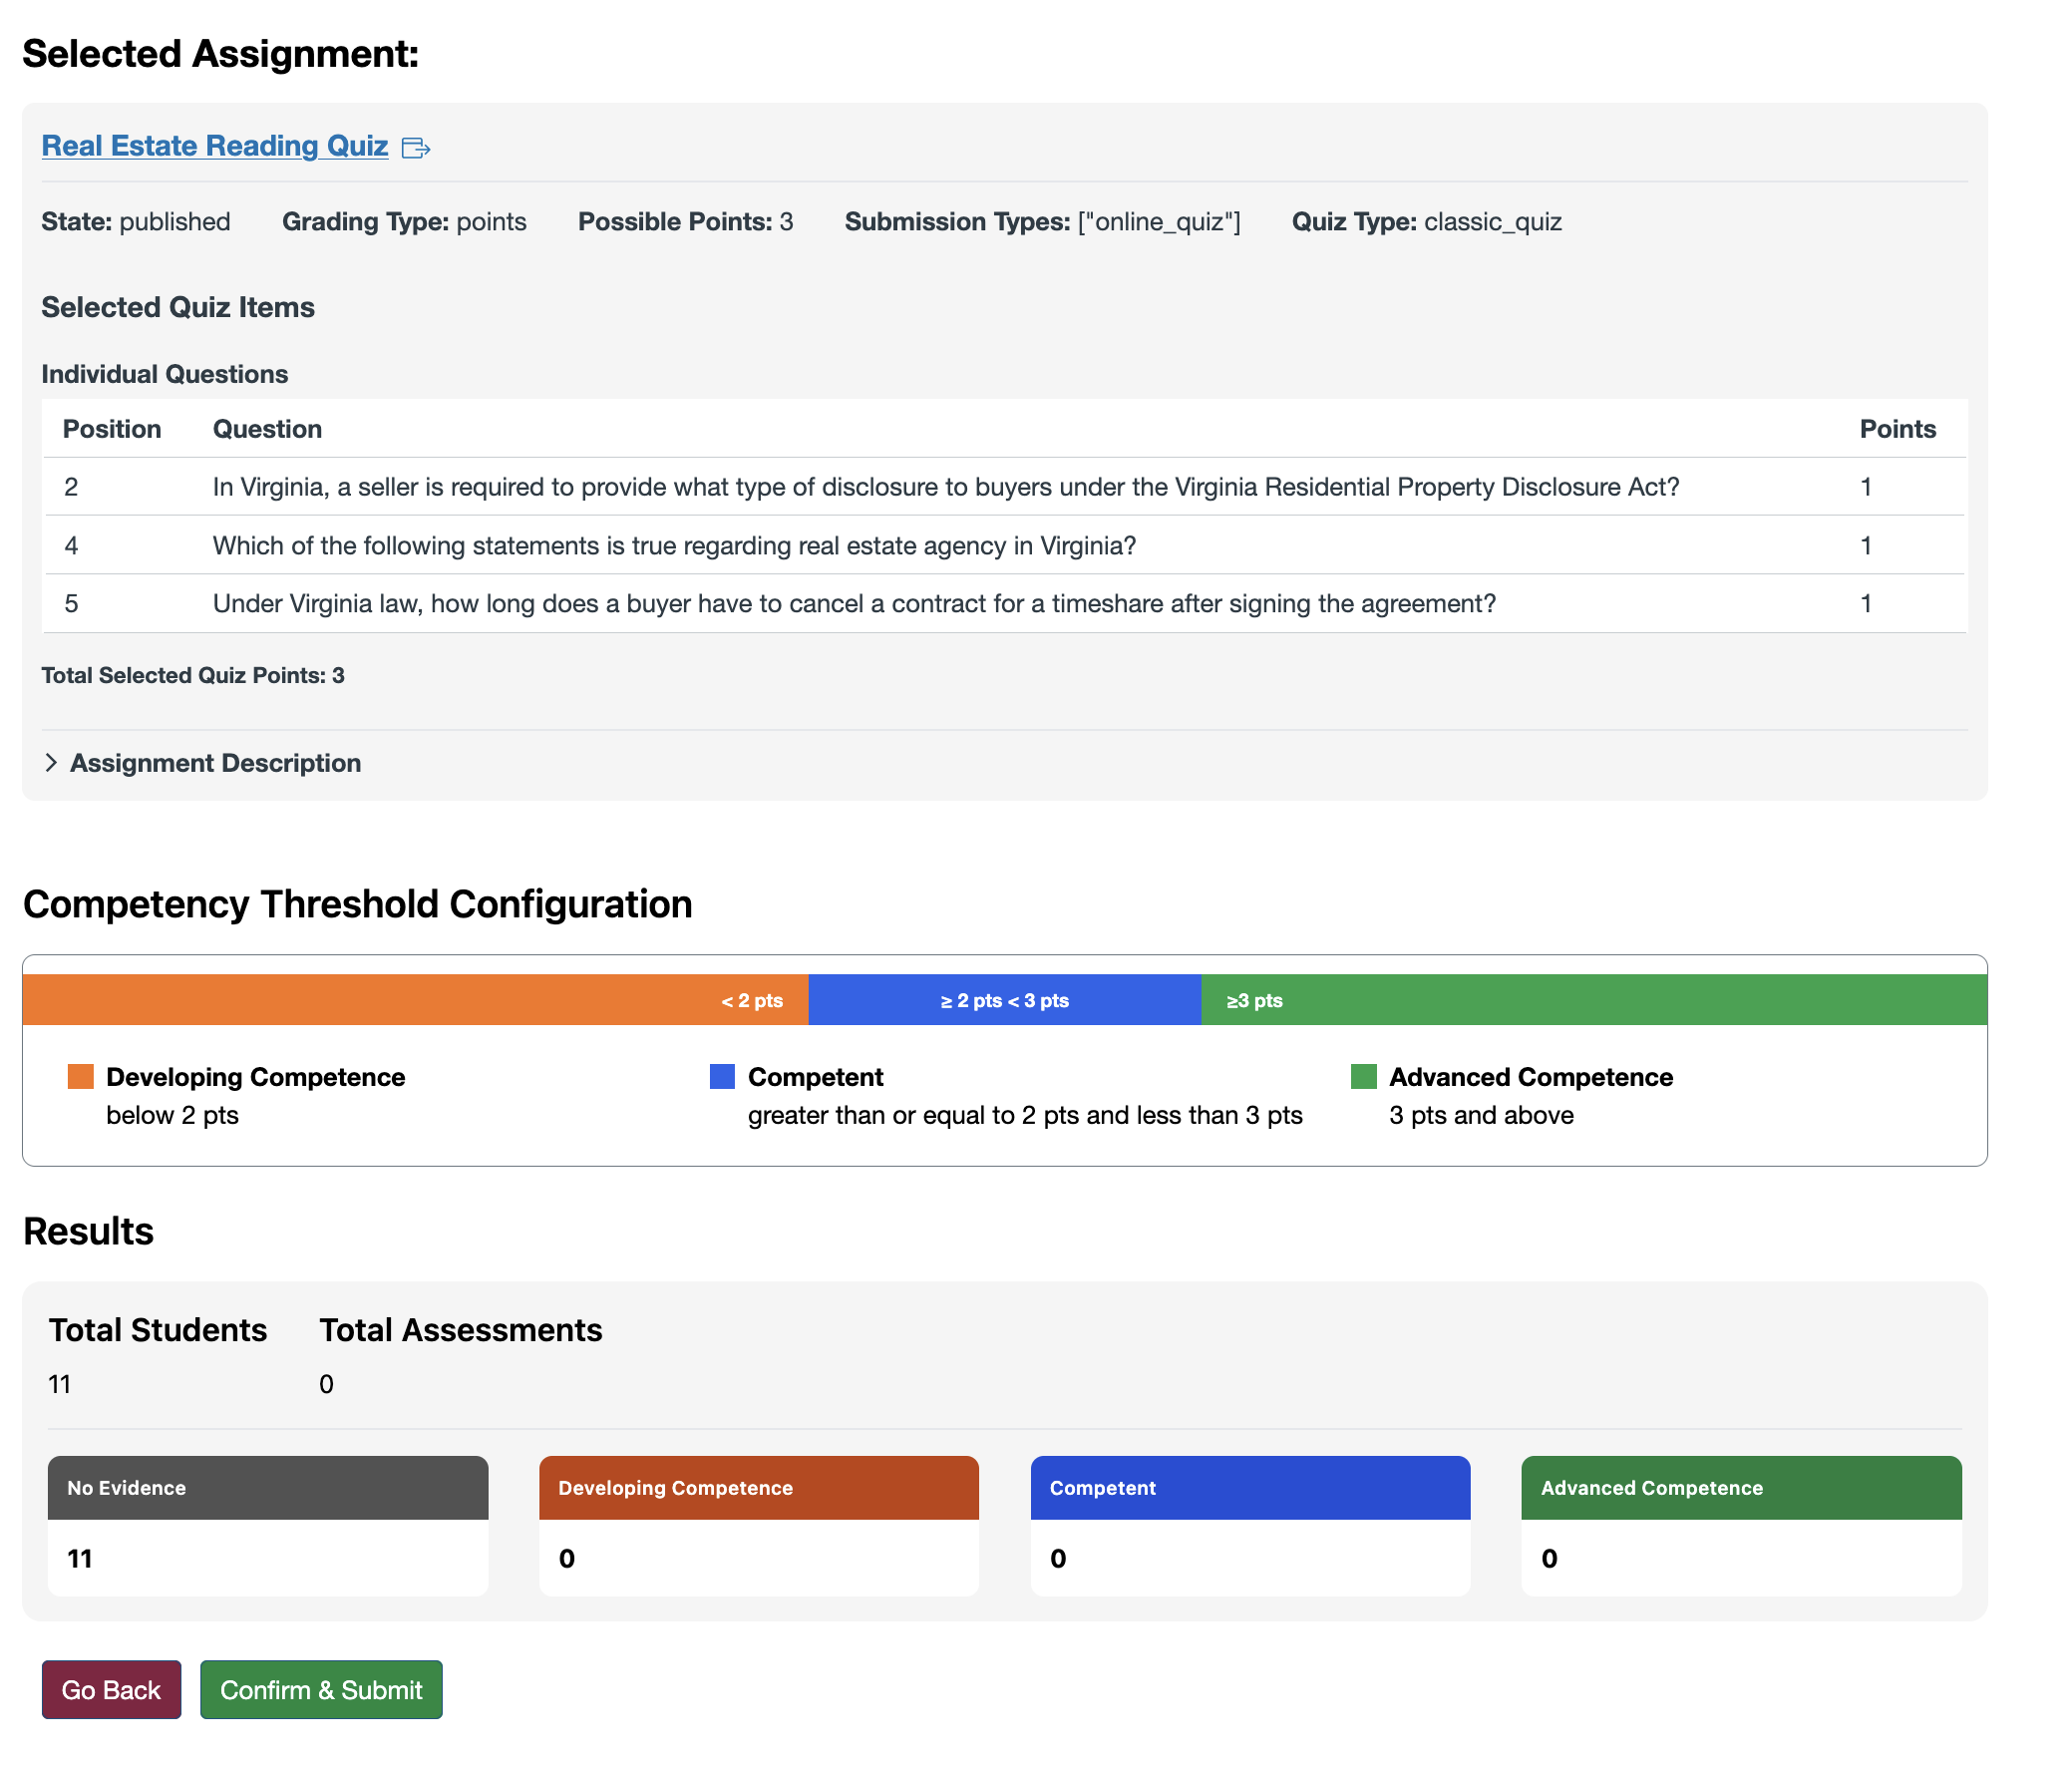 Selected Assignment:
Real Estate Reading Quiz
State: published Grading Type: points Possible Points: 3 Submission Types: ["online_quiz"] Quiz Type: classic_quiz
Selected Quiz Items
Individual Questions
Position Question Points
2 In Virginia, a seller is required to provide what type of disclosure to buyers under the Virginia Residential Property Disclosure Act? 1
4 Which of the following statements is true regarding real estate agency in Virginia? 1
5 Under Virginia law, how long does a buyer have to cancel a contract for a timeshare after signing the agreement? 1
Total Selected Quiz Points: 3
Assignment Description
Competency Threshold Configuration
< 2 pts ≥ 2 pts < 3 pts ≥3 pts
Developing Competence Competent Advanced Competence
below 2 pts greater than or equal to 2 pts and less than 3 pts 3 pts and above
Results
Total Students Total Assessments
11 0
No Evidence Developing Competence Competent Advanced Competence
11 0 0 0
Go Back Confirm & Submit